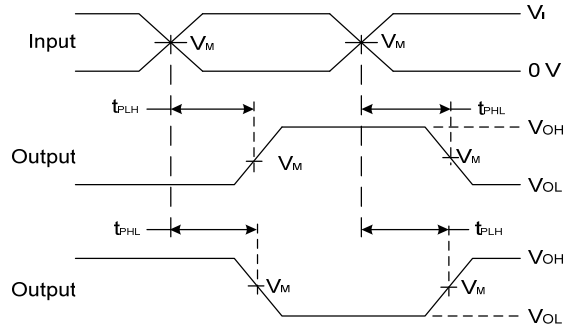 VI
Input VM VM
0 V
tPLH tPHL
VOH
Output VM VM
VOL
tPHL tPLH
VOH
Output VM VM
VOL